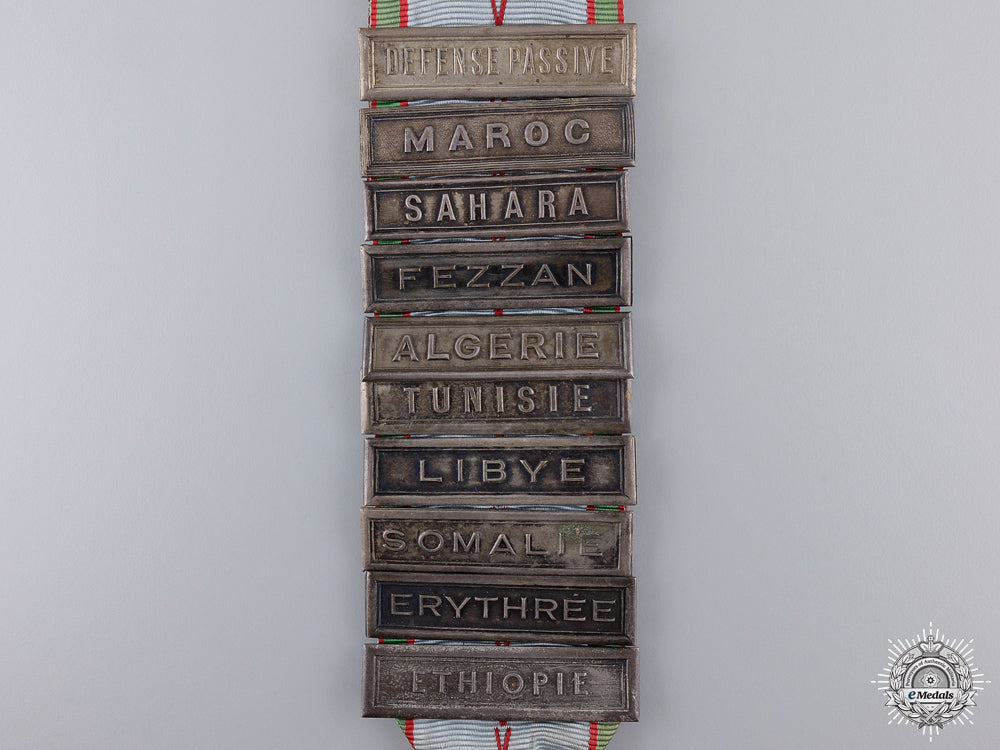 DEFENSE PASSIVE
MAROC
SAHARA
FEZZAN
ALGERIE
TUNISIE
LIBYE
SOMALIE
ERYTHRÉE
ETHIOPIE
eMedals